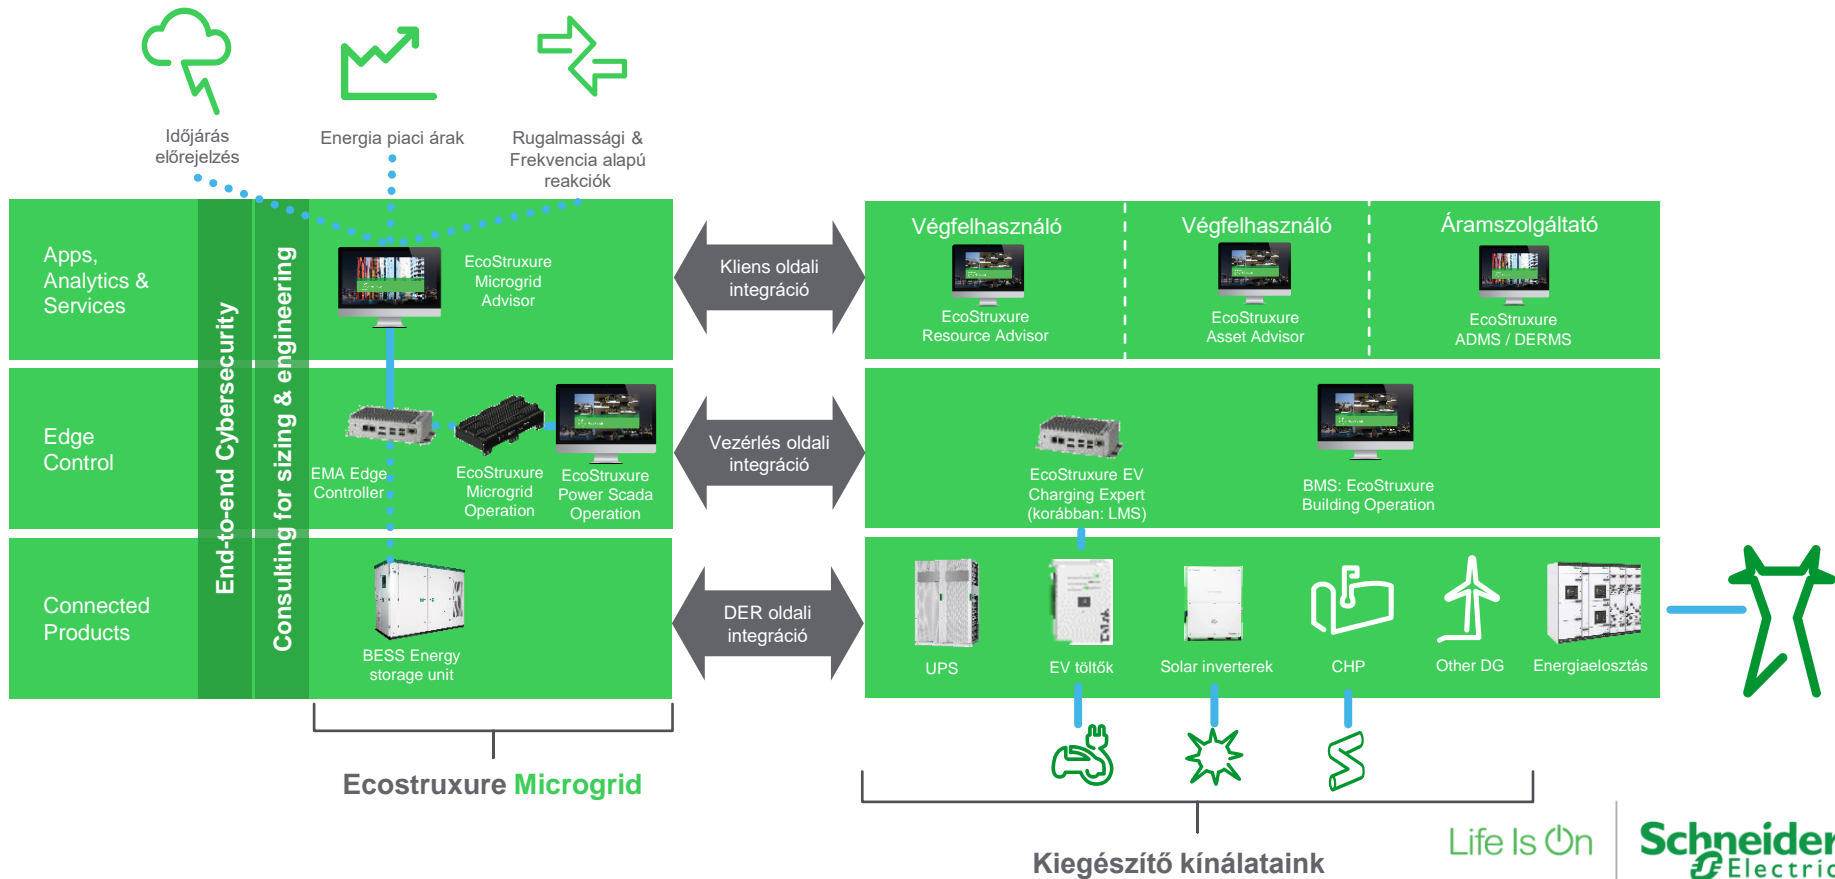 Időjárás
előrejelzés
Energia piaci árak
Rugalmassági &
Frekvencia alapú
reakciók
Apps,
Analytics &
Services
Edge
Control
Connected
Products
End-to-end Cybersecurity
Consulting for sizing & engineering
EcoStruxure
Microgrid
Advisor
EMA Edge
Controller
EcoStruxure
Microgrid
Operation
EcoStruxure
Power Scada
Operation
BESS Energy
storage unit
Kliens oldali
integráció
Vezérlés oldali
integráció
DER oldali
integráció
Végfelhasználó
EcoStruxure
Resource Advisor
Végfelhasználó
EcoStruxure
Asset Advisor
Áramszolgáltató
EcoStruxure
ADMS / DERMS
EcoStruxure EV
Charging Expert
(korábban: LMS)
BMS: EcoStruxure
Building Operation
UPS
EV töltők
Solar inverterek
CHP
Other DG
Energiaelosztás
Ecostruxure Microgrid
Kiegészítő kínálataink
Life Is On
Schneider
Electric